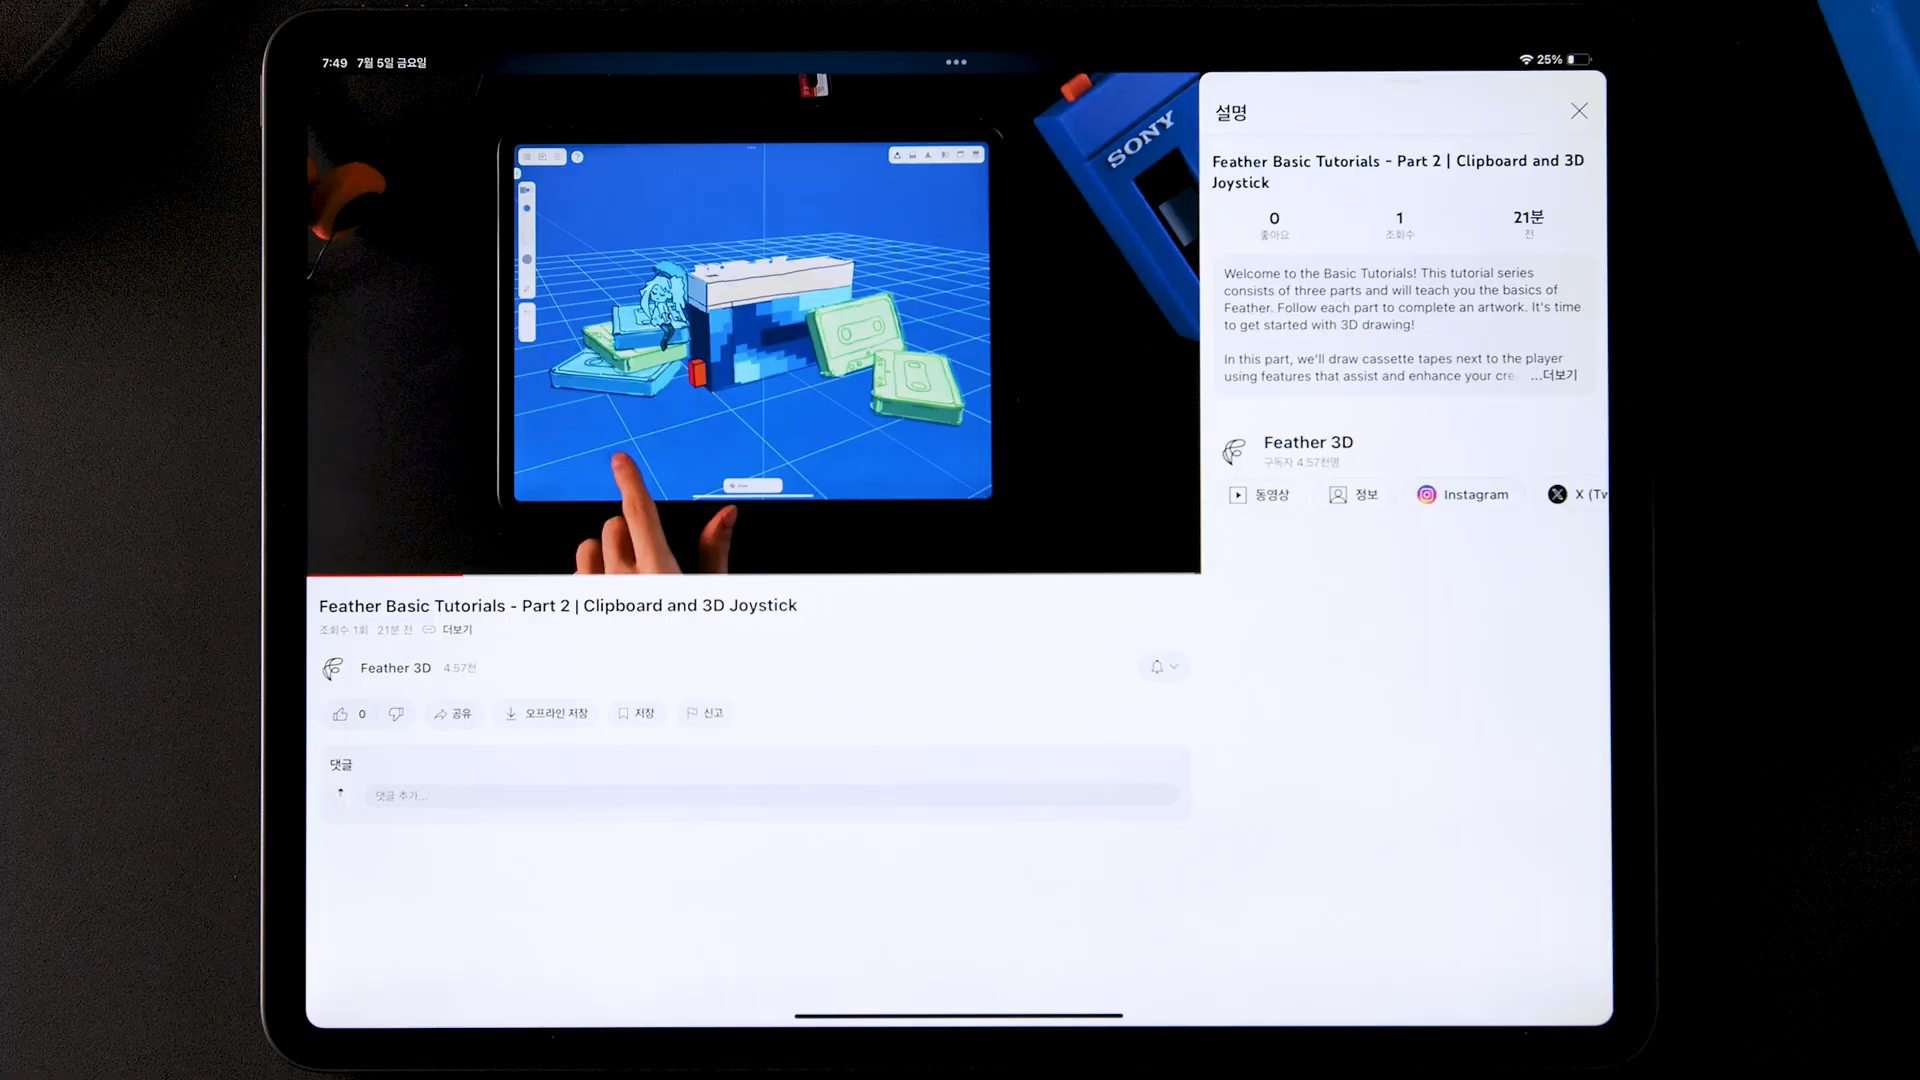 7:49 7월 5일 금요일
25%
SONY
설명
Feather Basic Tutorials - Part 2 | Clipboard and 3D
Joystick
0
좋아요
1
조회수
21분
전
Welcome to the Basic Tutorials! This tutorial series
consists of three parts and will teach you the basics of
Feather. Follow each part to complete an artwork. It's time
to get started with 3D drawing!
In this part, we'll draw cassette tapes next to the player
using features that assist and enhance your cre ...더보기
Feather 3D
구독자 4.57천명
동영상
정보
Instagram
X (Tw
Feather Basic Tutorials - Part 2 | Clipboard and 3D Joystick
조회수 1회 21분 전 더보기
Feather 3D 4.57천
0
공유
오프라인 저장
저장
신고
댓글
댓글 추가...